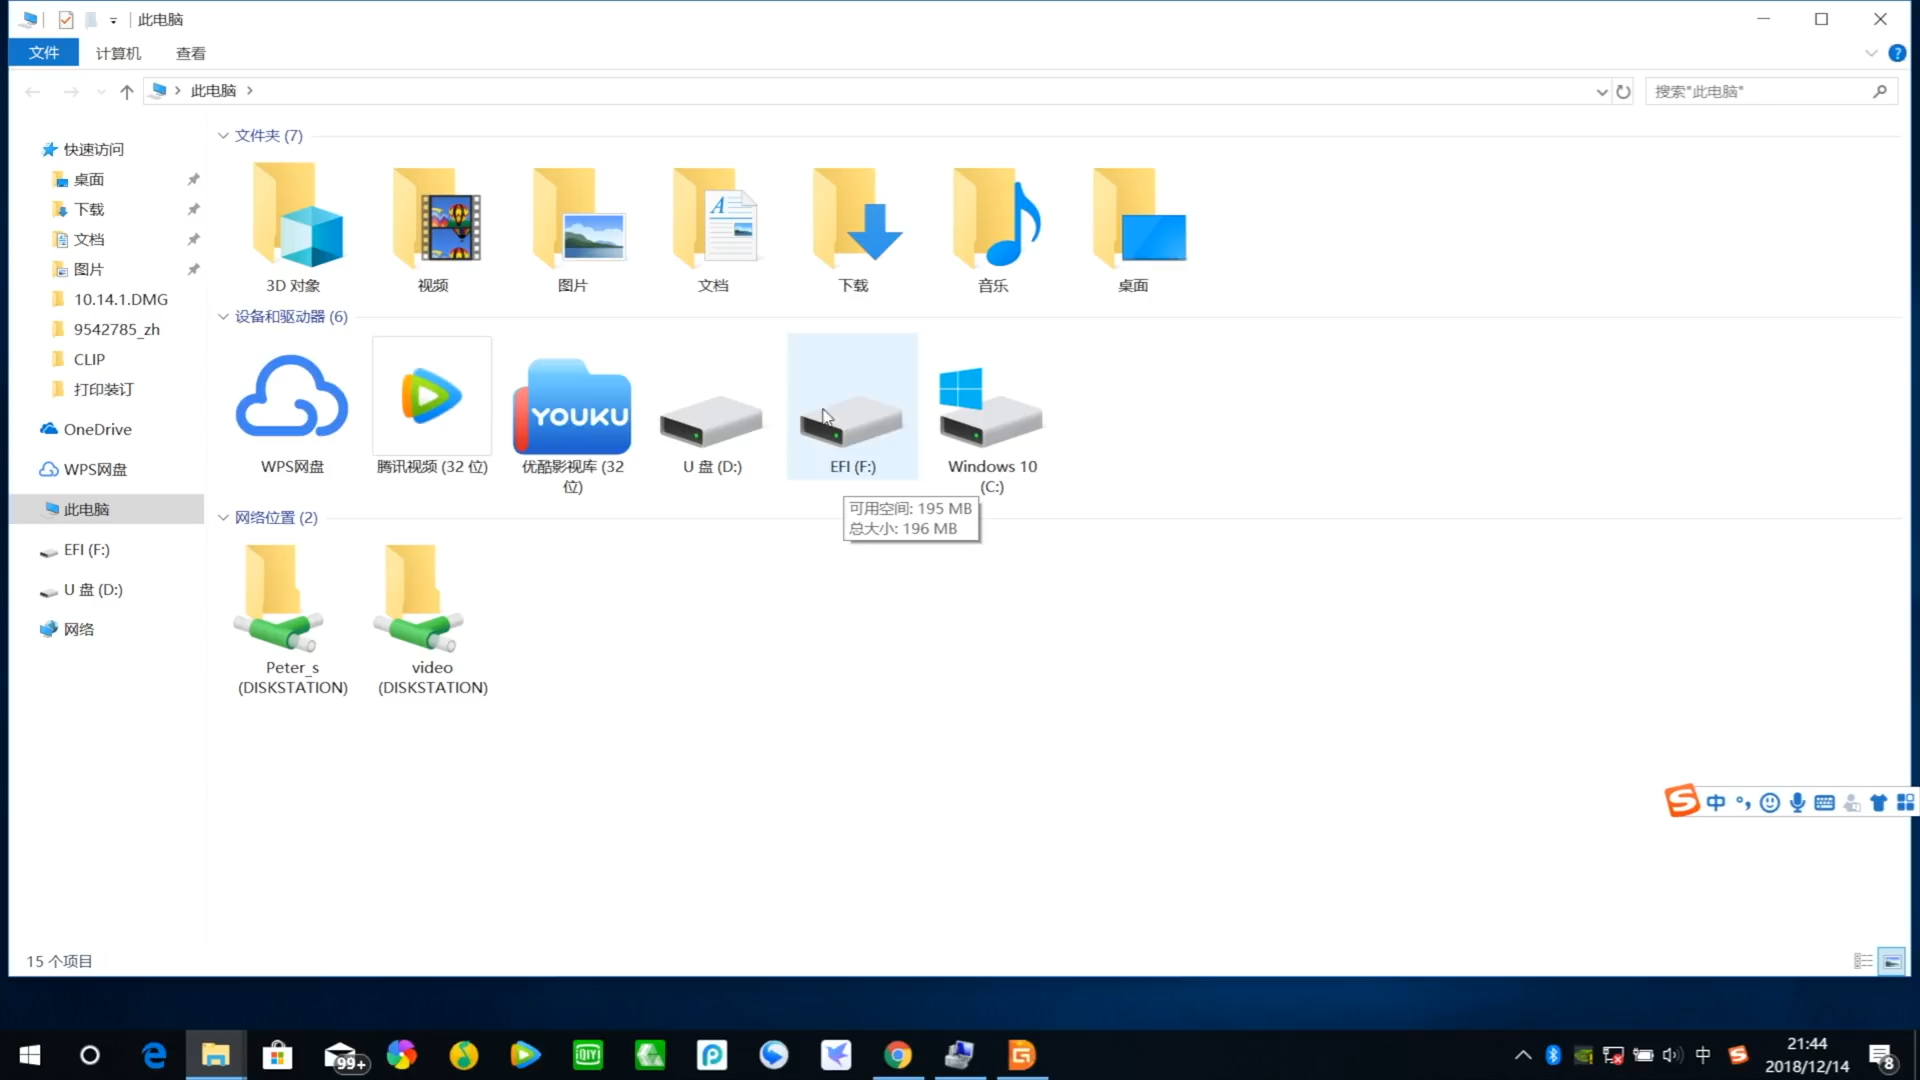 此电脑
文件
计算机
查看
此电脑
搜索"此电脑"
快速访问
桌面
下载
文档
图片
10.14.1.DMG
9542785_zh
CLIP
打印装订
OneDrive
WPS网盘
此电脑
EFI (F:)
U 盘 (D:)
网络
文件夹 (7)
3D 对象
视频
图片
文档
下载
音乐
桌面
设备和驱动器 (6)
YOUKU
WPS网盘
腾讯视频 (32 位)
优酷影视库 (32
位)
U 盘 (D:)
EFI (F:)
Windows 10
(C:)
可用空间: 195 MB
总大小: 196 MB
网络位置 (2)
Peter_s
(DISKSTATION)
video
(DISKSTATION)
中
15 个项目
99+
QIYI
中
21:44
2018/12/14
8